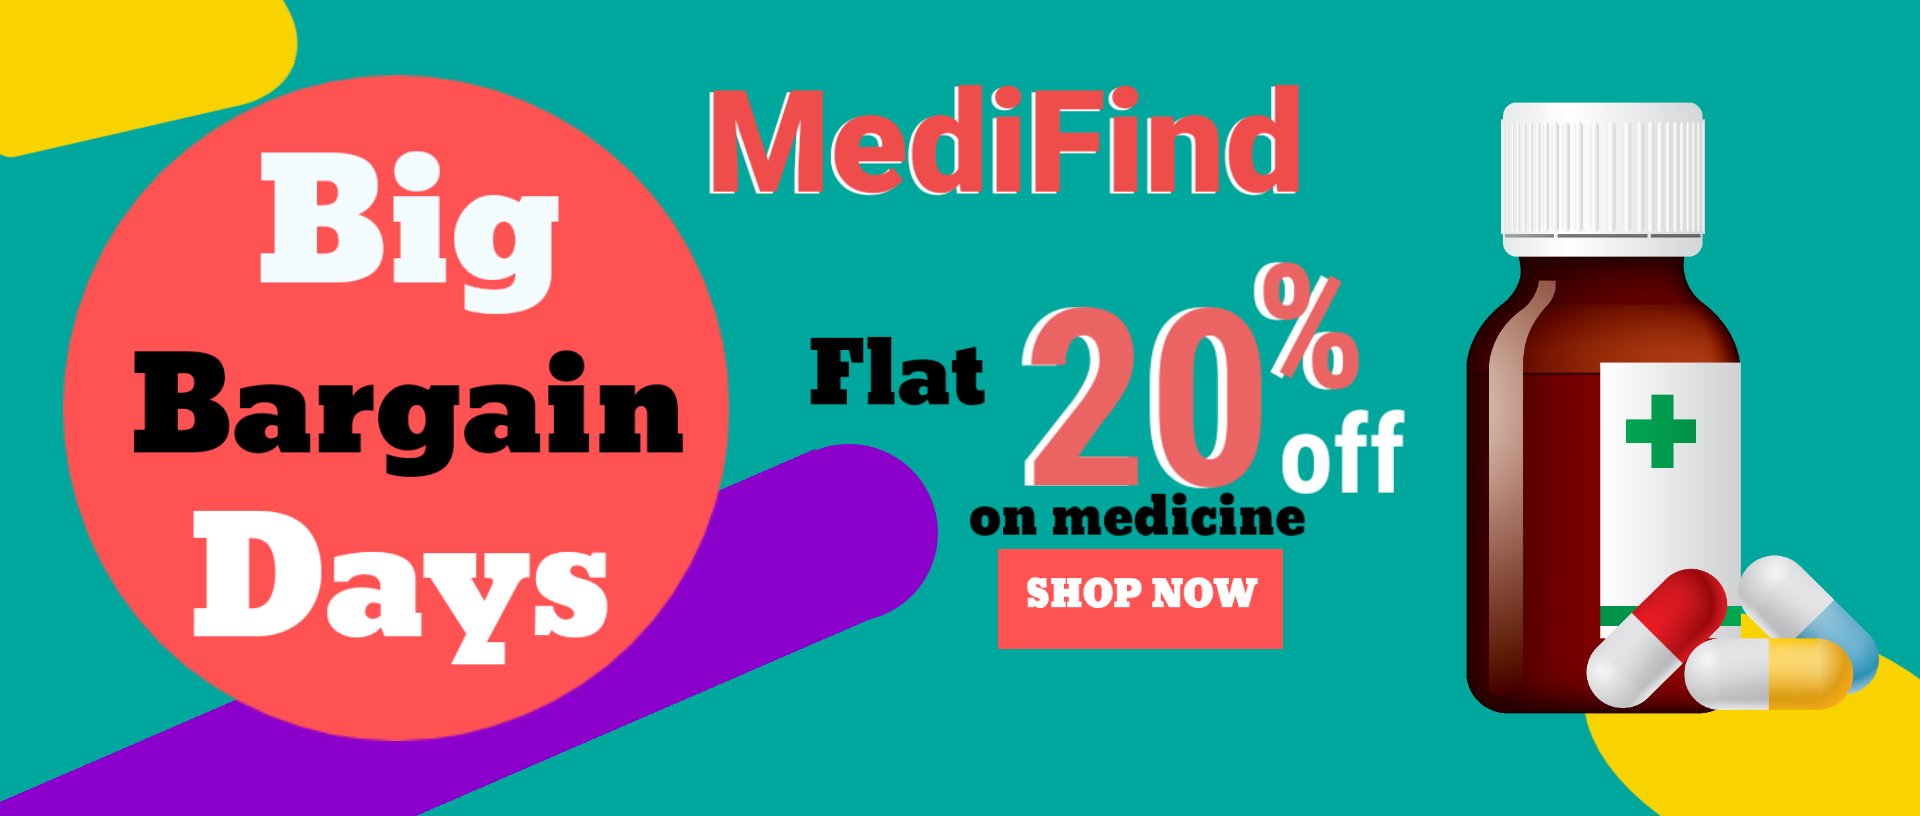 Big
Bargain
Days
MediFind
Flat 20% off
on medicine
SHOP NOW